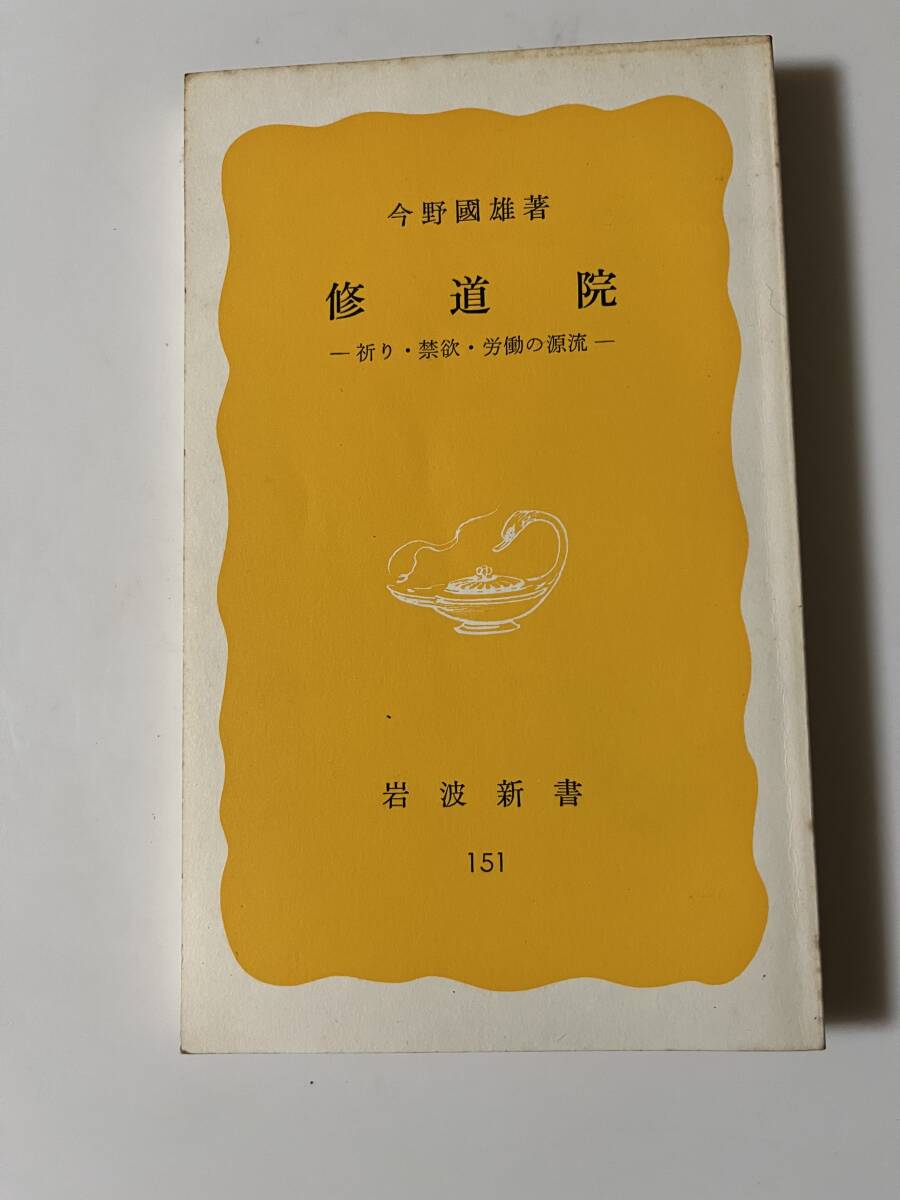 今野國雄著
修道院
―祈り・禁欲・労働の源流―
岩波新書
151